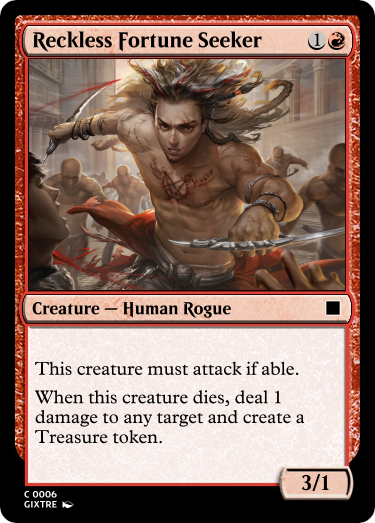 Reckless Fortune Seeker 1
Creature — Human Rogue
This creature must attack if able.
When this creature dies, deal 1
damage to any target and create a
Treasure token.
3/1
C 0006
GIXTRE